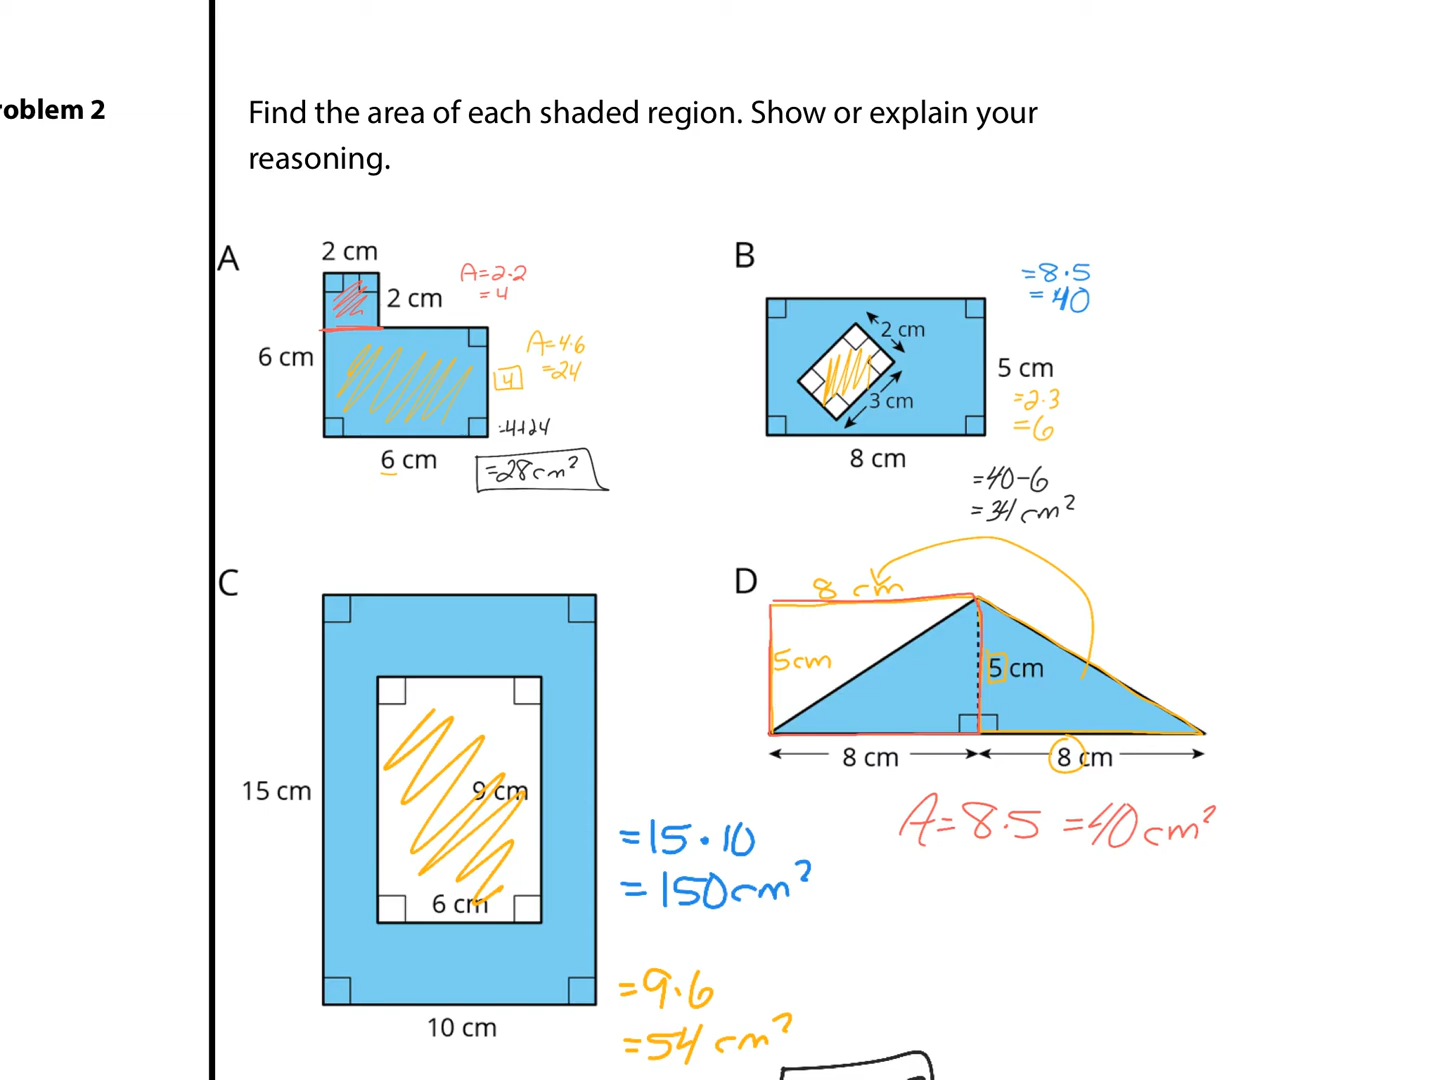 roblem 2
Find the area of each shaded region. Show or explain your
reasoning.
A
2 cm
2 cm
A=2·2
=4
6 cm
A=4·6
=24
4
6 cm
4+24
=28cm²
B
=8·5
=40
2 cm
3 cm
5 cm
=2·3
=6
8 cm
=40-6
=34 cm²
C
15 cm
9 cm
6 cm
10 cm
=15·10
=150cm²
=9·6
=54 cm²
D
8 cm
5cm
5 cm
8 cm
8 cm
A=8·5 =40cm²